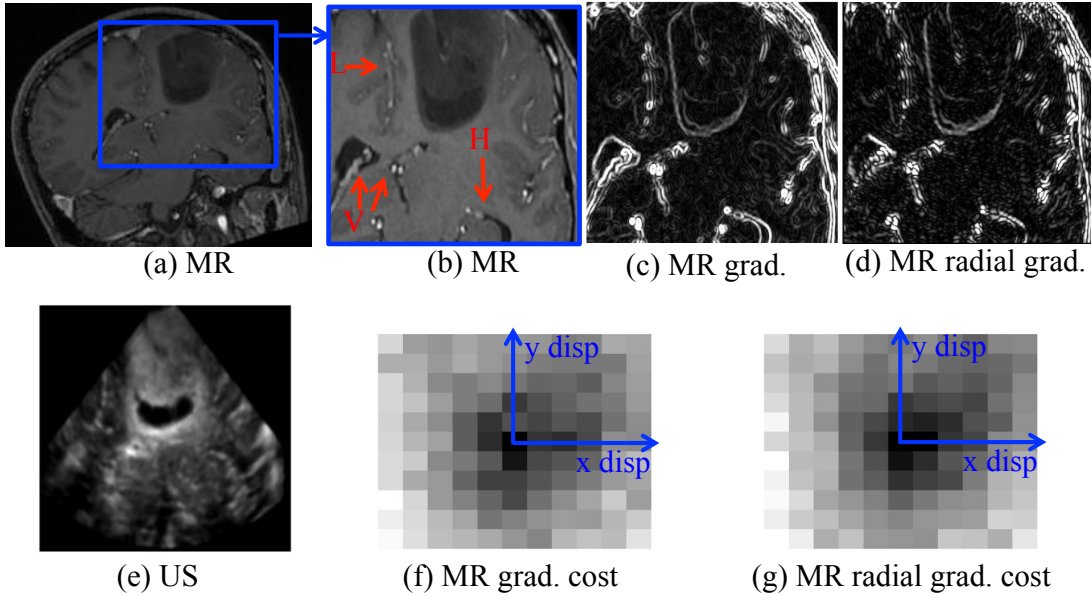 L
H
V
(a) MR
(b) MR
(c) MR grad.
(d) MR radial grad.
y disp
x disp
y disp
x disp
(e) US
(f) MR grad. cost
(g) MR radial grad. cost